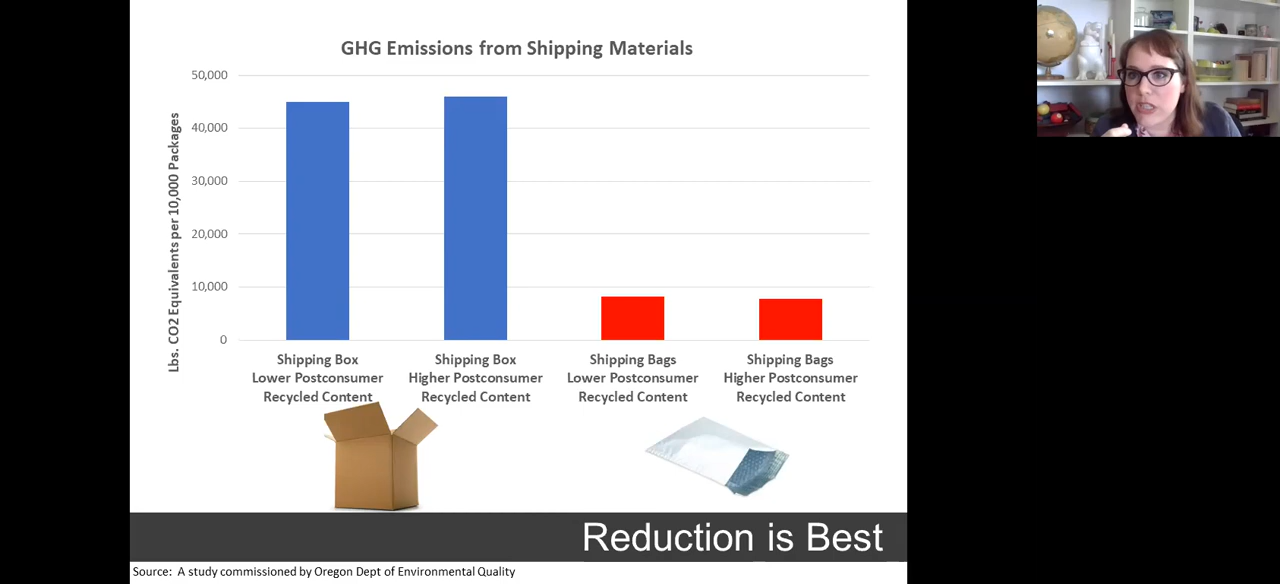 GHG Emissions from Shipping Materials
Lbs. CO2 Equivalents per 10,000 Packages
50,000
40,000
30,000
20,000
10,000
0
Shipping Box
Lower Postconsumer
Recycled Content
Shipping Box
Higher Postconsumer
Recycled Content
Shipping Bags
Lower Postconsumer
Recycled Content
Shipping Bags
Higher Postconsumer
Recycled Content
Reduction is Best
Source: A study commissioned by Oregon Dept of Environmental Quality